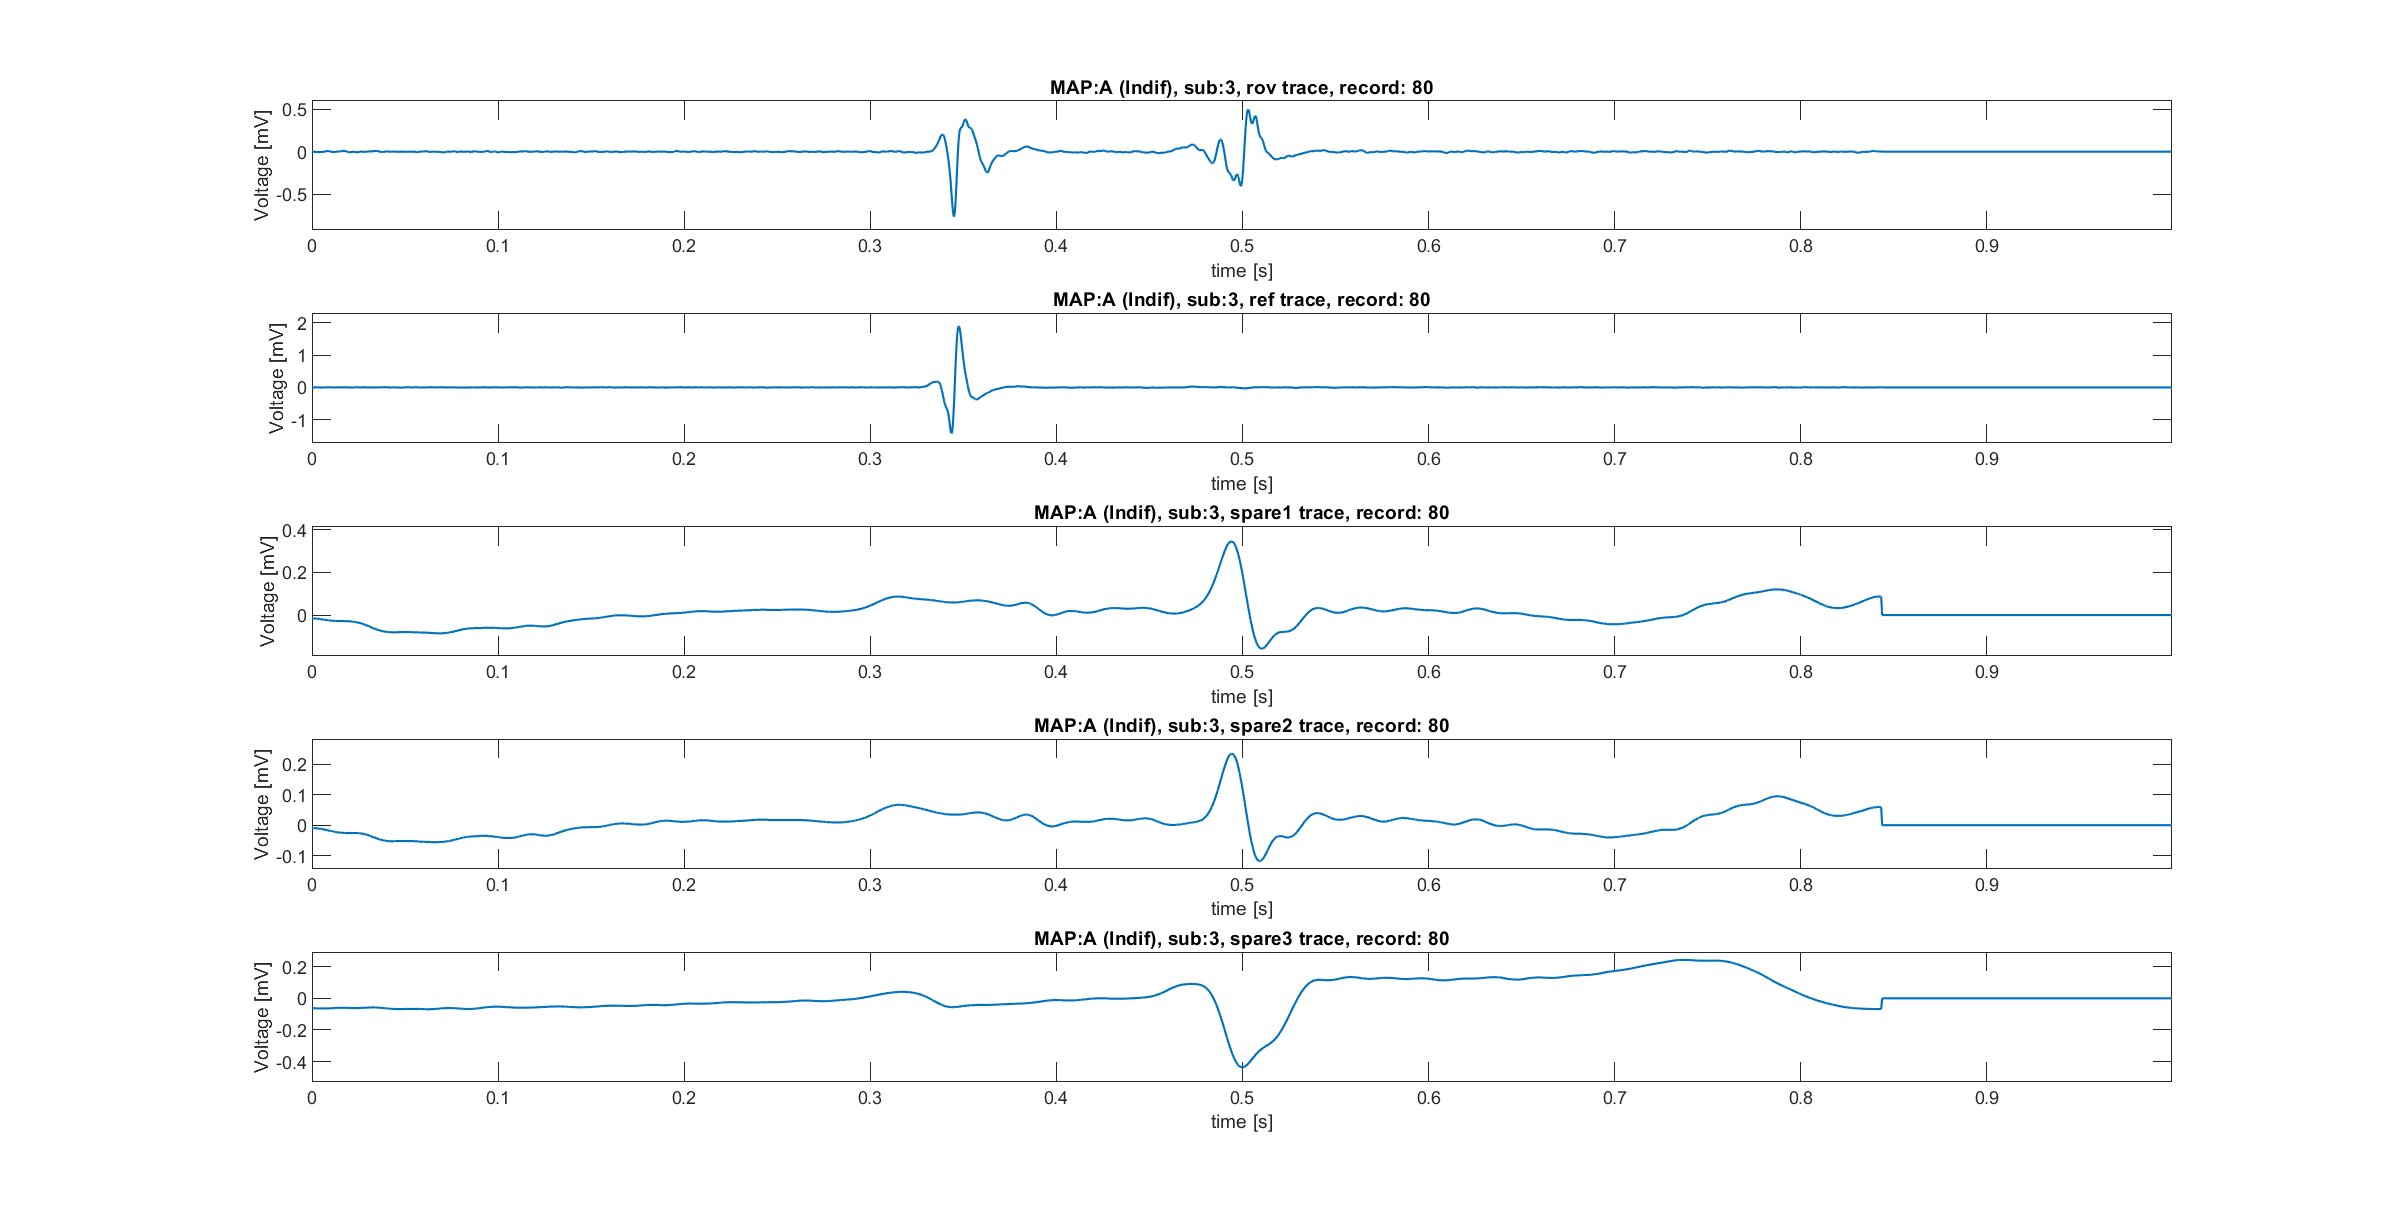 MAP:A (Indif), sub:3, rov trace, record: 80
Voltage [mV]
0.5
0
-0.5
0 0.1 0.2 0.3 0.4 0.5 0.6 0.7 0.8 0.9
time [s]
MAP:A (Indif), sub:3, ref trace, record: 80
Voltage [mV]
2
1
0
-1
0 0.1 0.2 0.3 0.4 0.5 0.6 0.7 0.8 0.9
time [s]
MAP:A (Indif), sub:3, spare1 trace, record: 80
Voltage [mV]
0.4
0.2
0
0 0.1 0.2 0.3 0.4 0.5 0.6 0.7 0.8 0.9
time [s]
MAP:A (Indif), sub:3, spare2 trace, record: 80
Voltage [mV]
0.2
0.1
0
-0.1
0 0.1 0.2 0.3 0.4 0.5 0.6 0.7 0.8 0.9
time [s]
MAP:A (Indif), sub:3, spare3 trace, record: 80
Voltage [mV]
0.2
0
-0.2
-0.4
0 0.1 0.2 0.3 0.4 0.5 0.6 0.7 0.8 0.9
time [s]